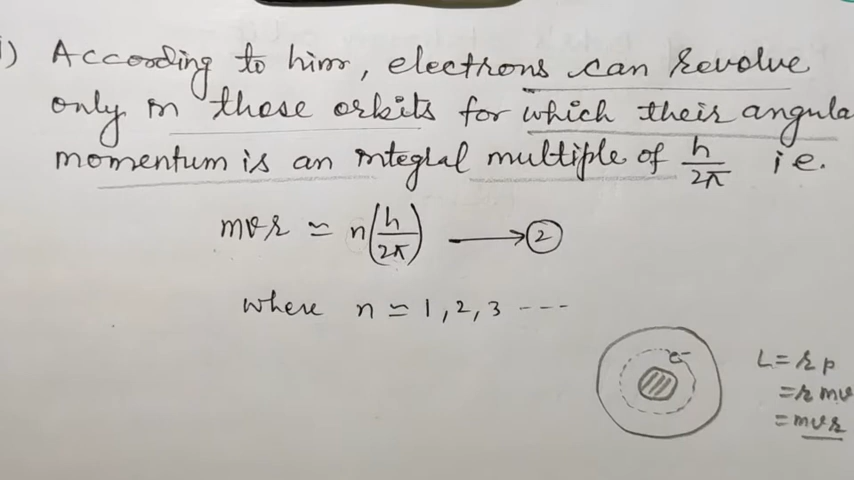 i) According to him, electrons can revolve
only in those orbits for which their angula
momentum is an integral multiple of h/2π i.e.
mvr = n(h/2π) → ②
where n = 1, 2, 3 ----
e-
L = r p
= r mv
= mvr